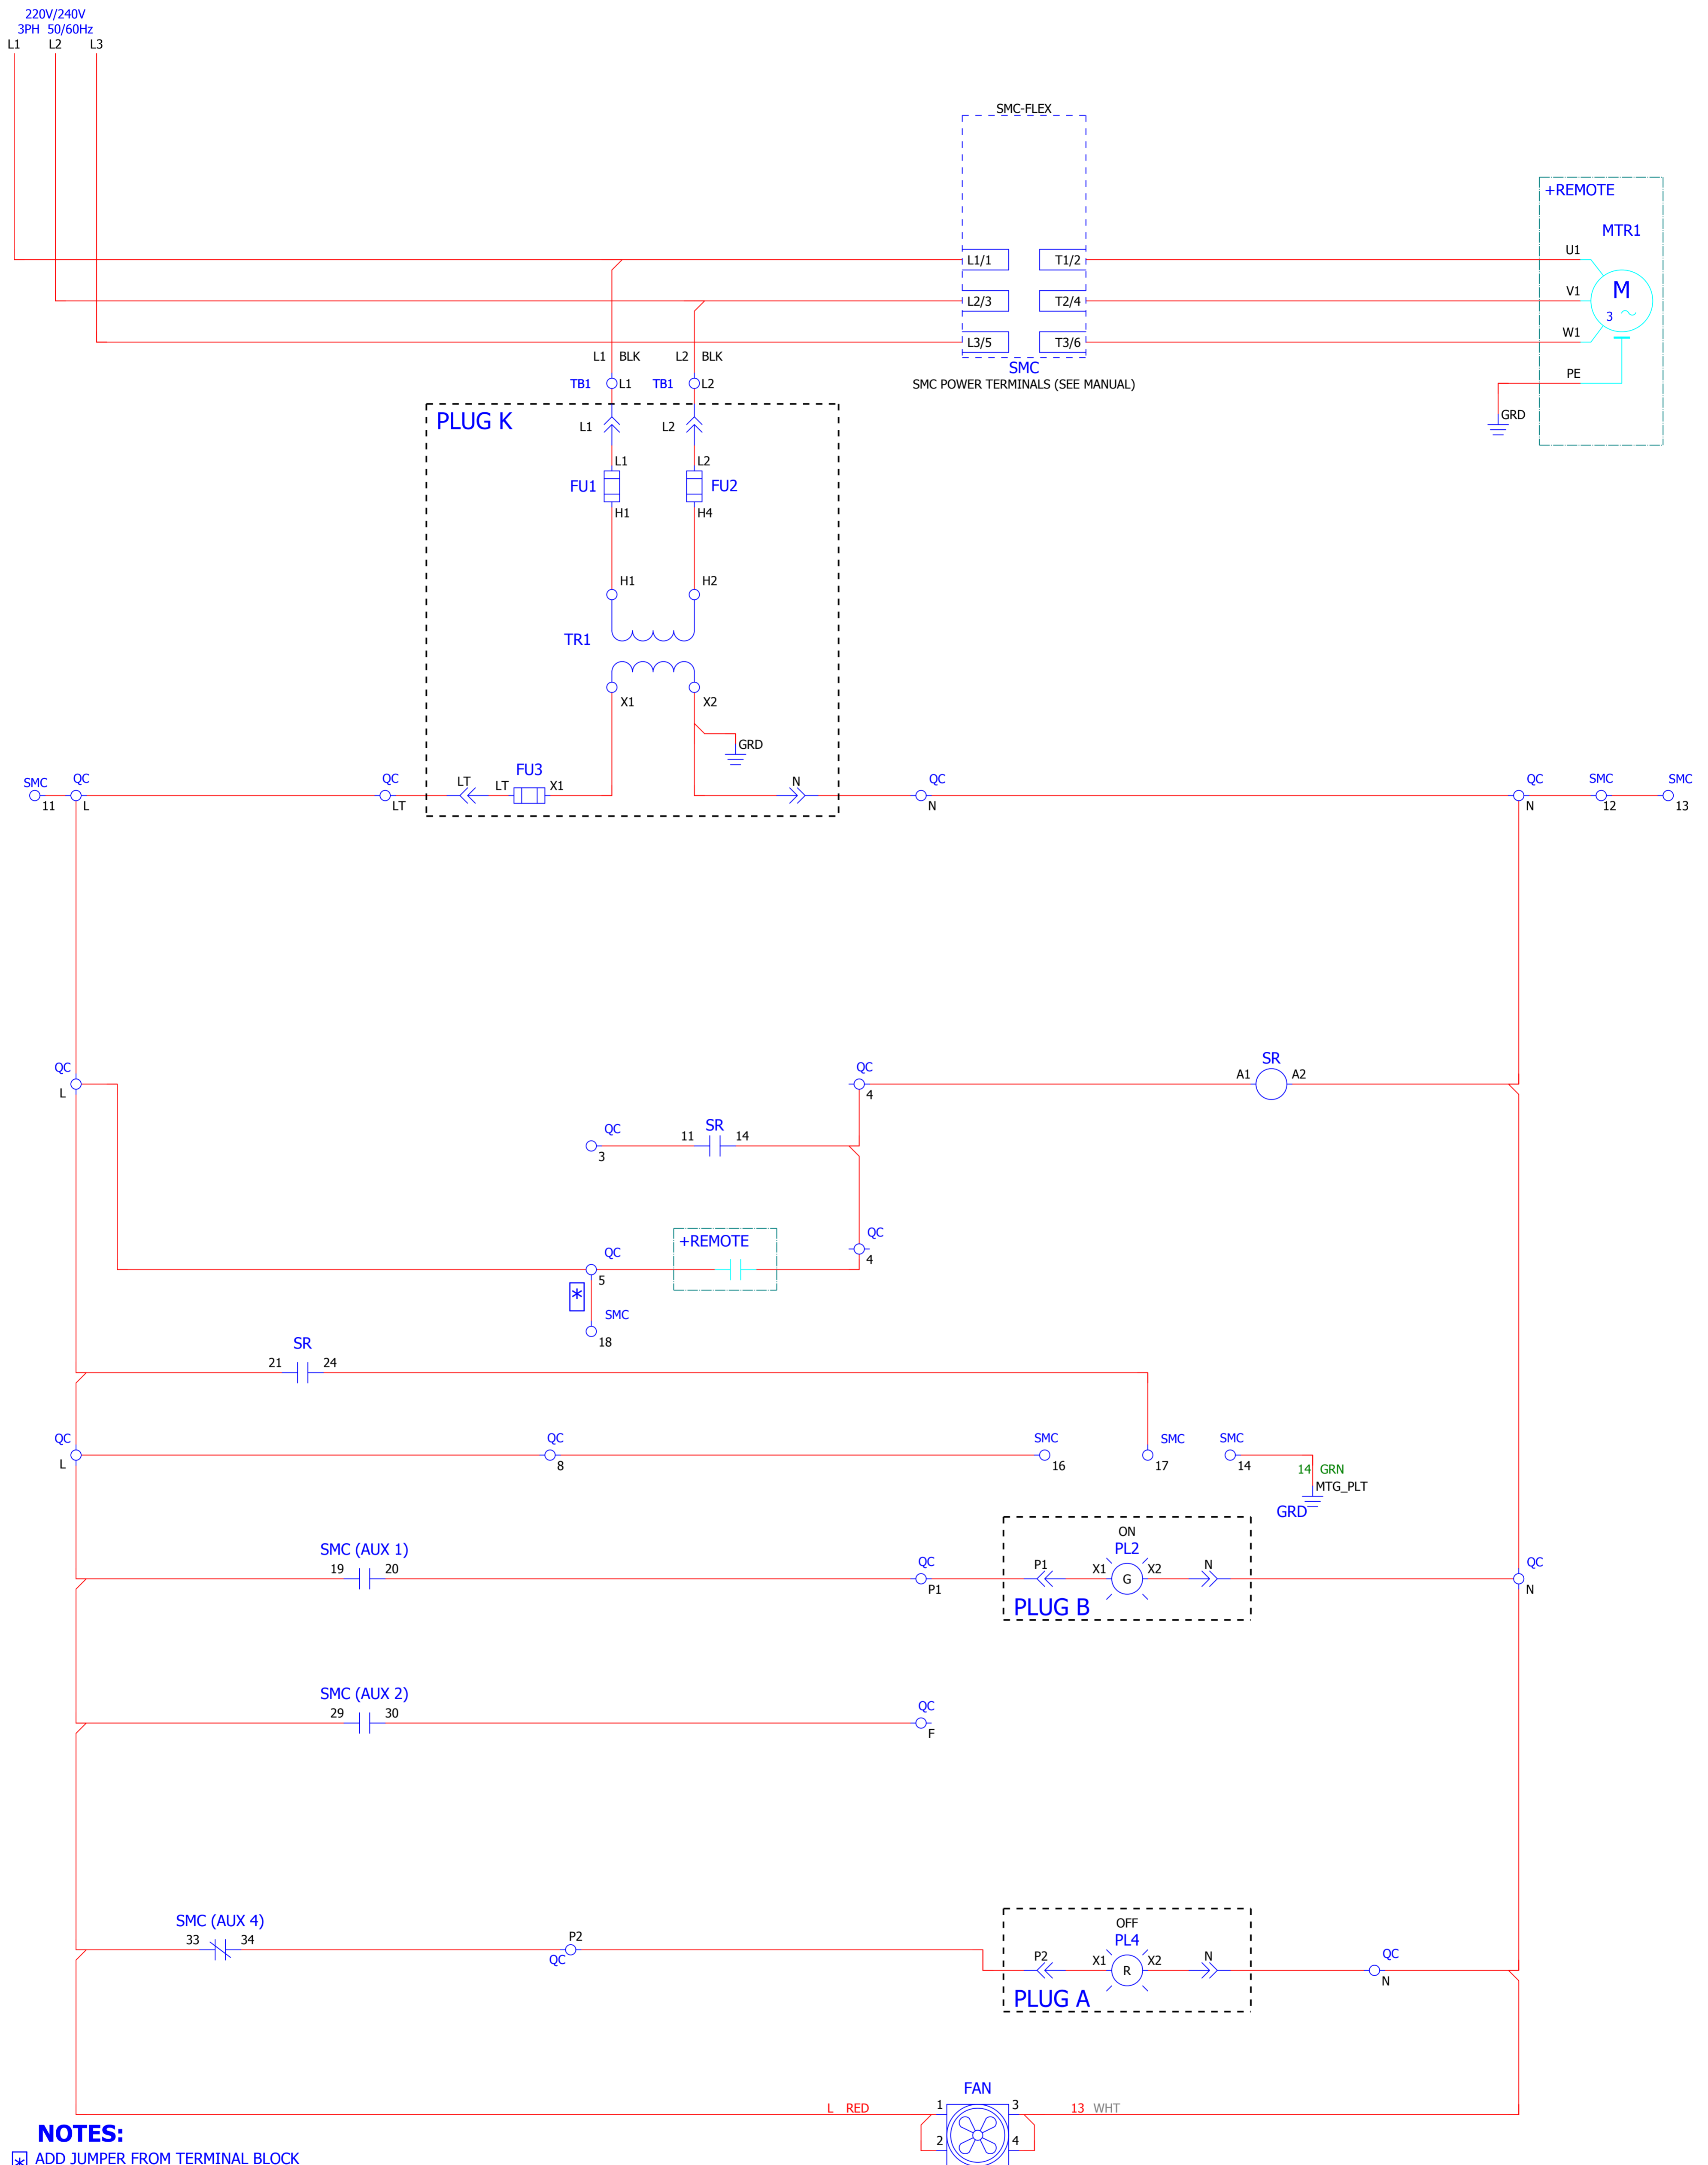 220V/240V
3PH 50/60Hz
L1 L2 L3
SMC-FLEX
+REMOTE
MTR1
L1/1 T1/2 U1
M
3
L2/3 T2/4 V1
L3/5 T3/6 W1
L1 BLK L2 BLK
SMC
SMC POWER TERMINALS (SEE MANUAL)
PE
TB1 L1 TB1 L2
GRD
PLUG K
L1 L2
L1 L2
FU1 FU2
H1 H4
H1 H2
TR1
X1 X2
GRD
SMC QC QC FU3 QC QC SMC SMC
LT LT X1 N
11 L LT N N 12 13
QC QC SR
A1 A2
L 4
QC SR
11 14
3
QC
+REMOTE
4
QC
5
*
SMC
18
SR
21 24
QC QC SMC SMC SMC
L 8 16 17 14
14 GRN
MTG_PLT
GRD
ON
PL2
SMC (AUX 1)
19 20 QC P1 X1 G X2 N QC
P1 N
PLUG B
SMC (AUX 2)
29 30 QC
F
SMC (AUX 4)
33 34
P2
QC
OFF
PL4
P2 X1 R X2 N QC
N
PLUG A
FAN
L RED 1 3 13 WHT
2 4
NOTES:
* ADD JUMPER FROM TERMINAL BLOCK